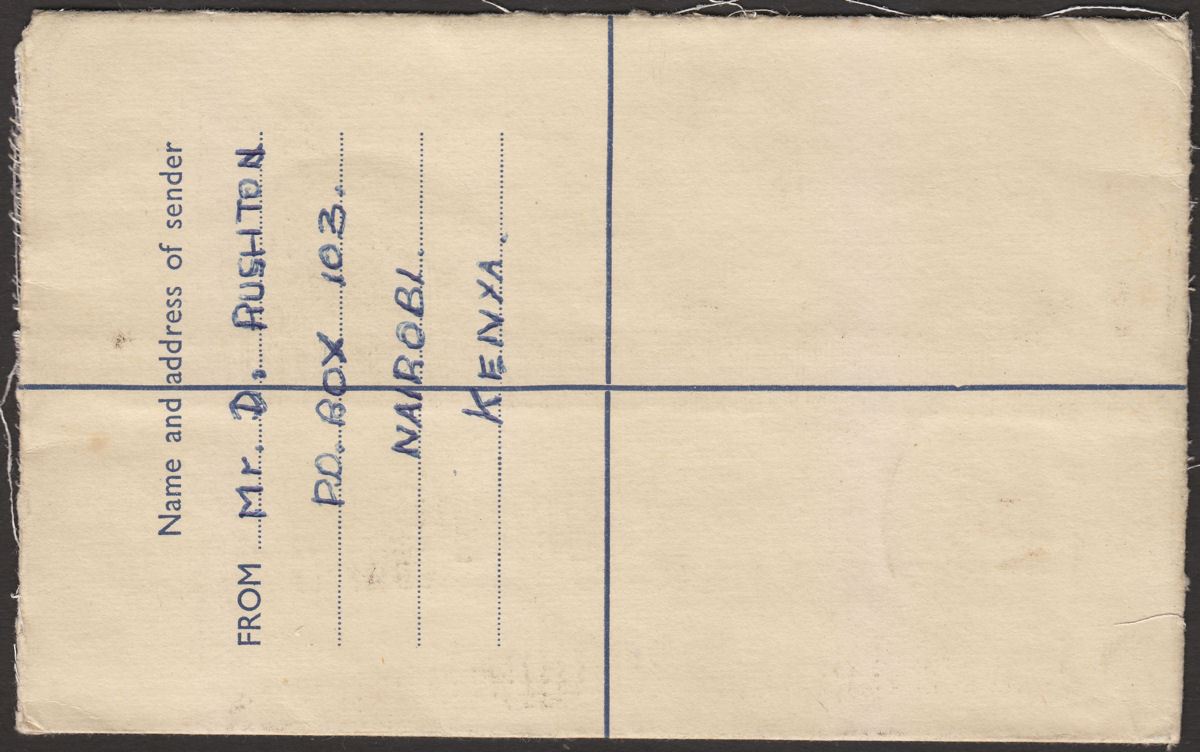 Name and address of sender
FROM Mr. D. RUSHTON.
P.O. BOX 103.
NAIROBI.
KENYA.